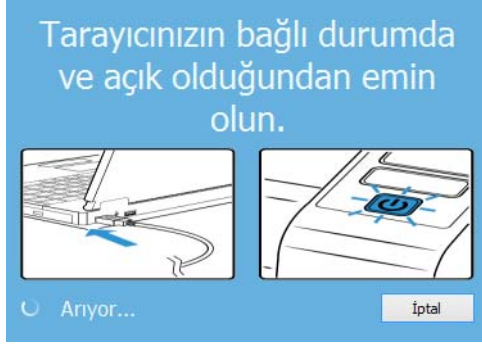 Tarayıcınızın bağlı durumda
ve açık olduğundan emin
olun.
Arıyor...
İptal